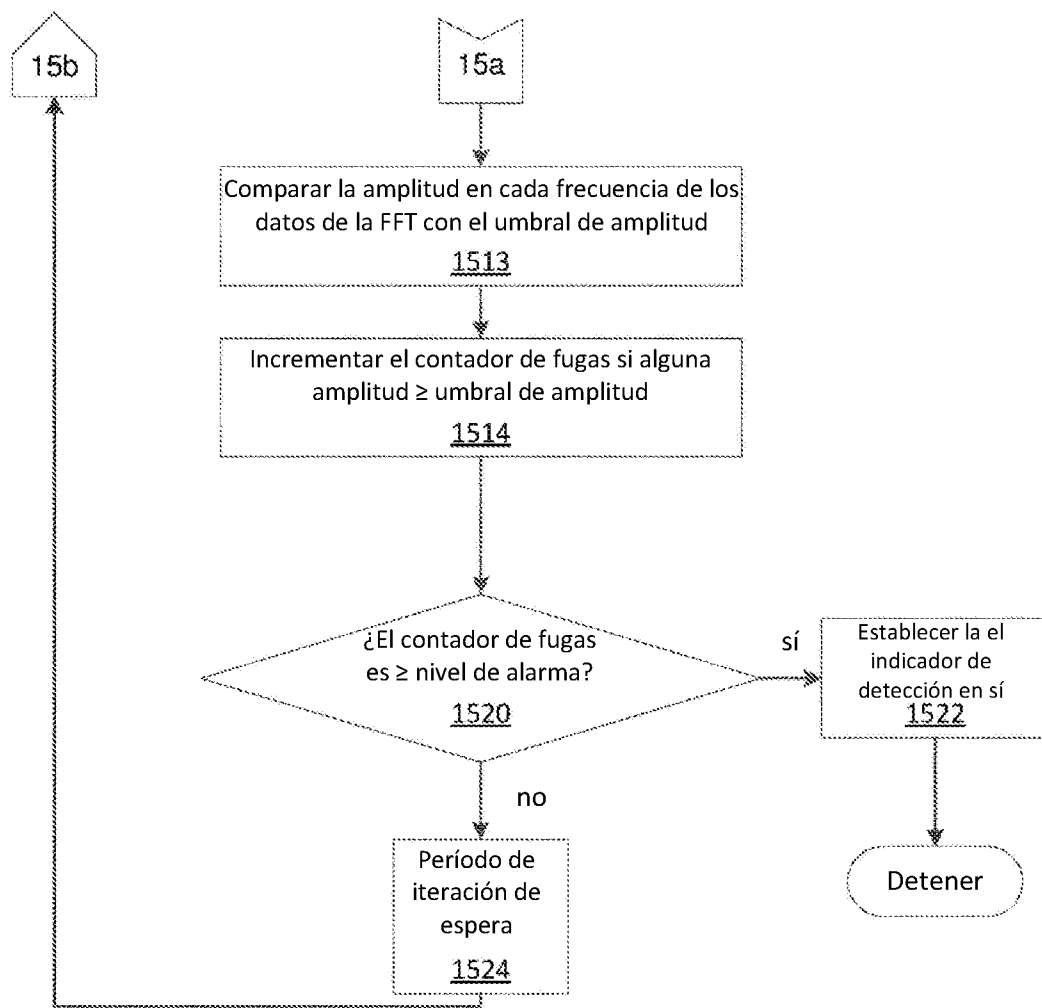 15b
15a
Comparar la amplitud en cada frecuencia de los
datos de la FFT con el umbral de amplitud
1513
Incrementar el contador de fugas si alguna
amplitud ≥ umbral de amplitud
1514
¿El contador de fugas
es ≥ nivel de alarma?
1520
sí
Establecer la el
indicador de
detección en sí
1522
no
Período de
iteración de
espera
1524
Detener